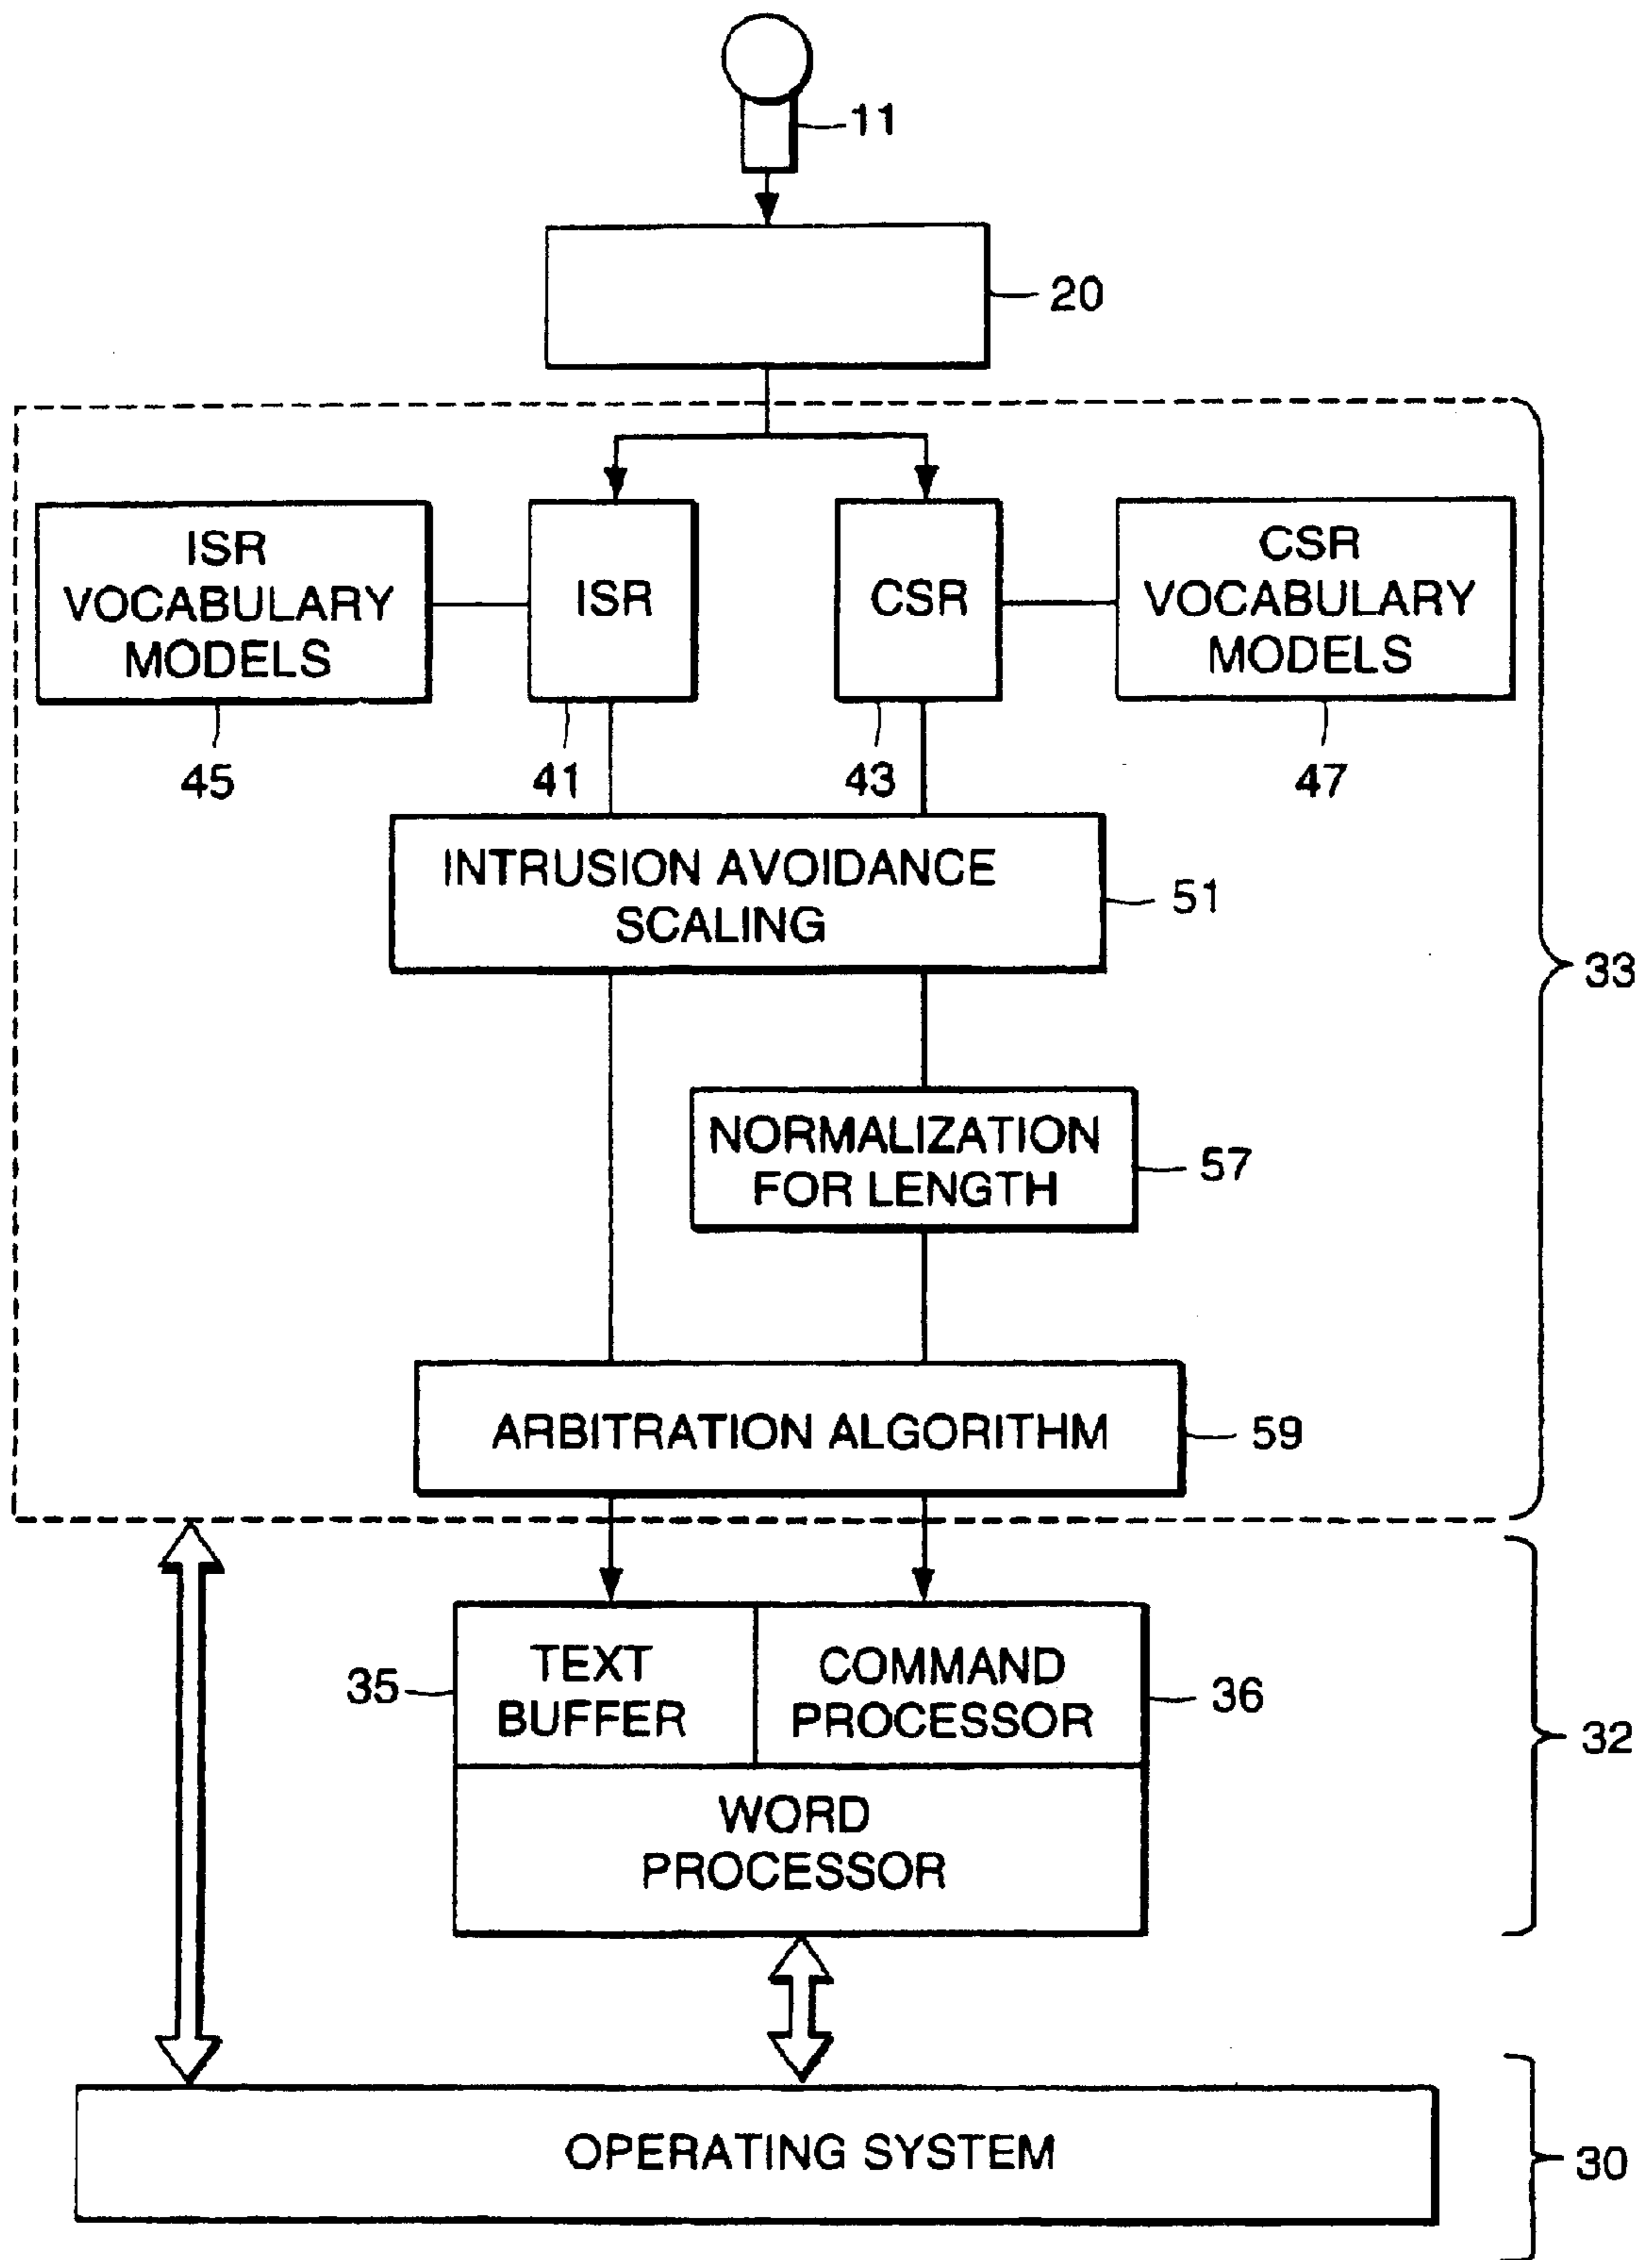 11
20
ISR
VOCABULARY
MODELS
ISR
CSR
CSR
VOCABULARY
MODELS
45
41
43
47
INTRUSION AVOIDANCE
SCALING
51
33
NORMALIZATION
FOR LENGTH
57
ARBITRATION ALGORITHM
59
35
TEXT
BUFFER
COMMAND
PROCESSOR
36
32
WORD
PROCESSOR
OPERATING SYSTEM
30